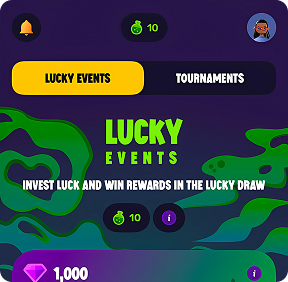 10
LUCKY EVENTS
TOURNAMENTS
LUCKY
EVENTS
INVEST LUCK AND WIN REWARDS IN THE LUCKY DRAW
10 i
1,000 i